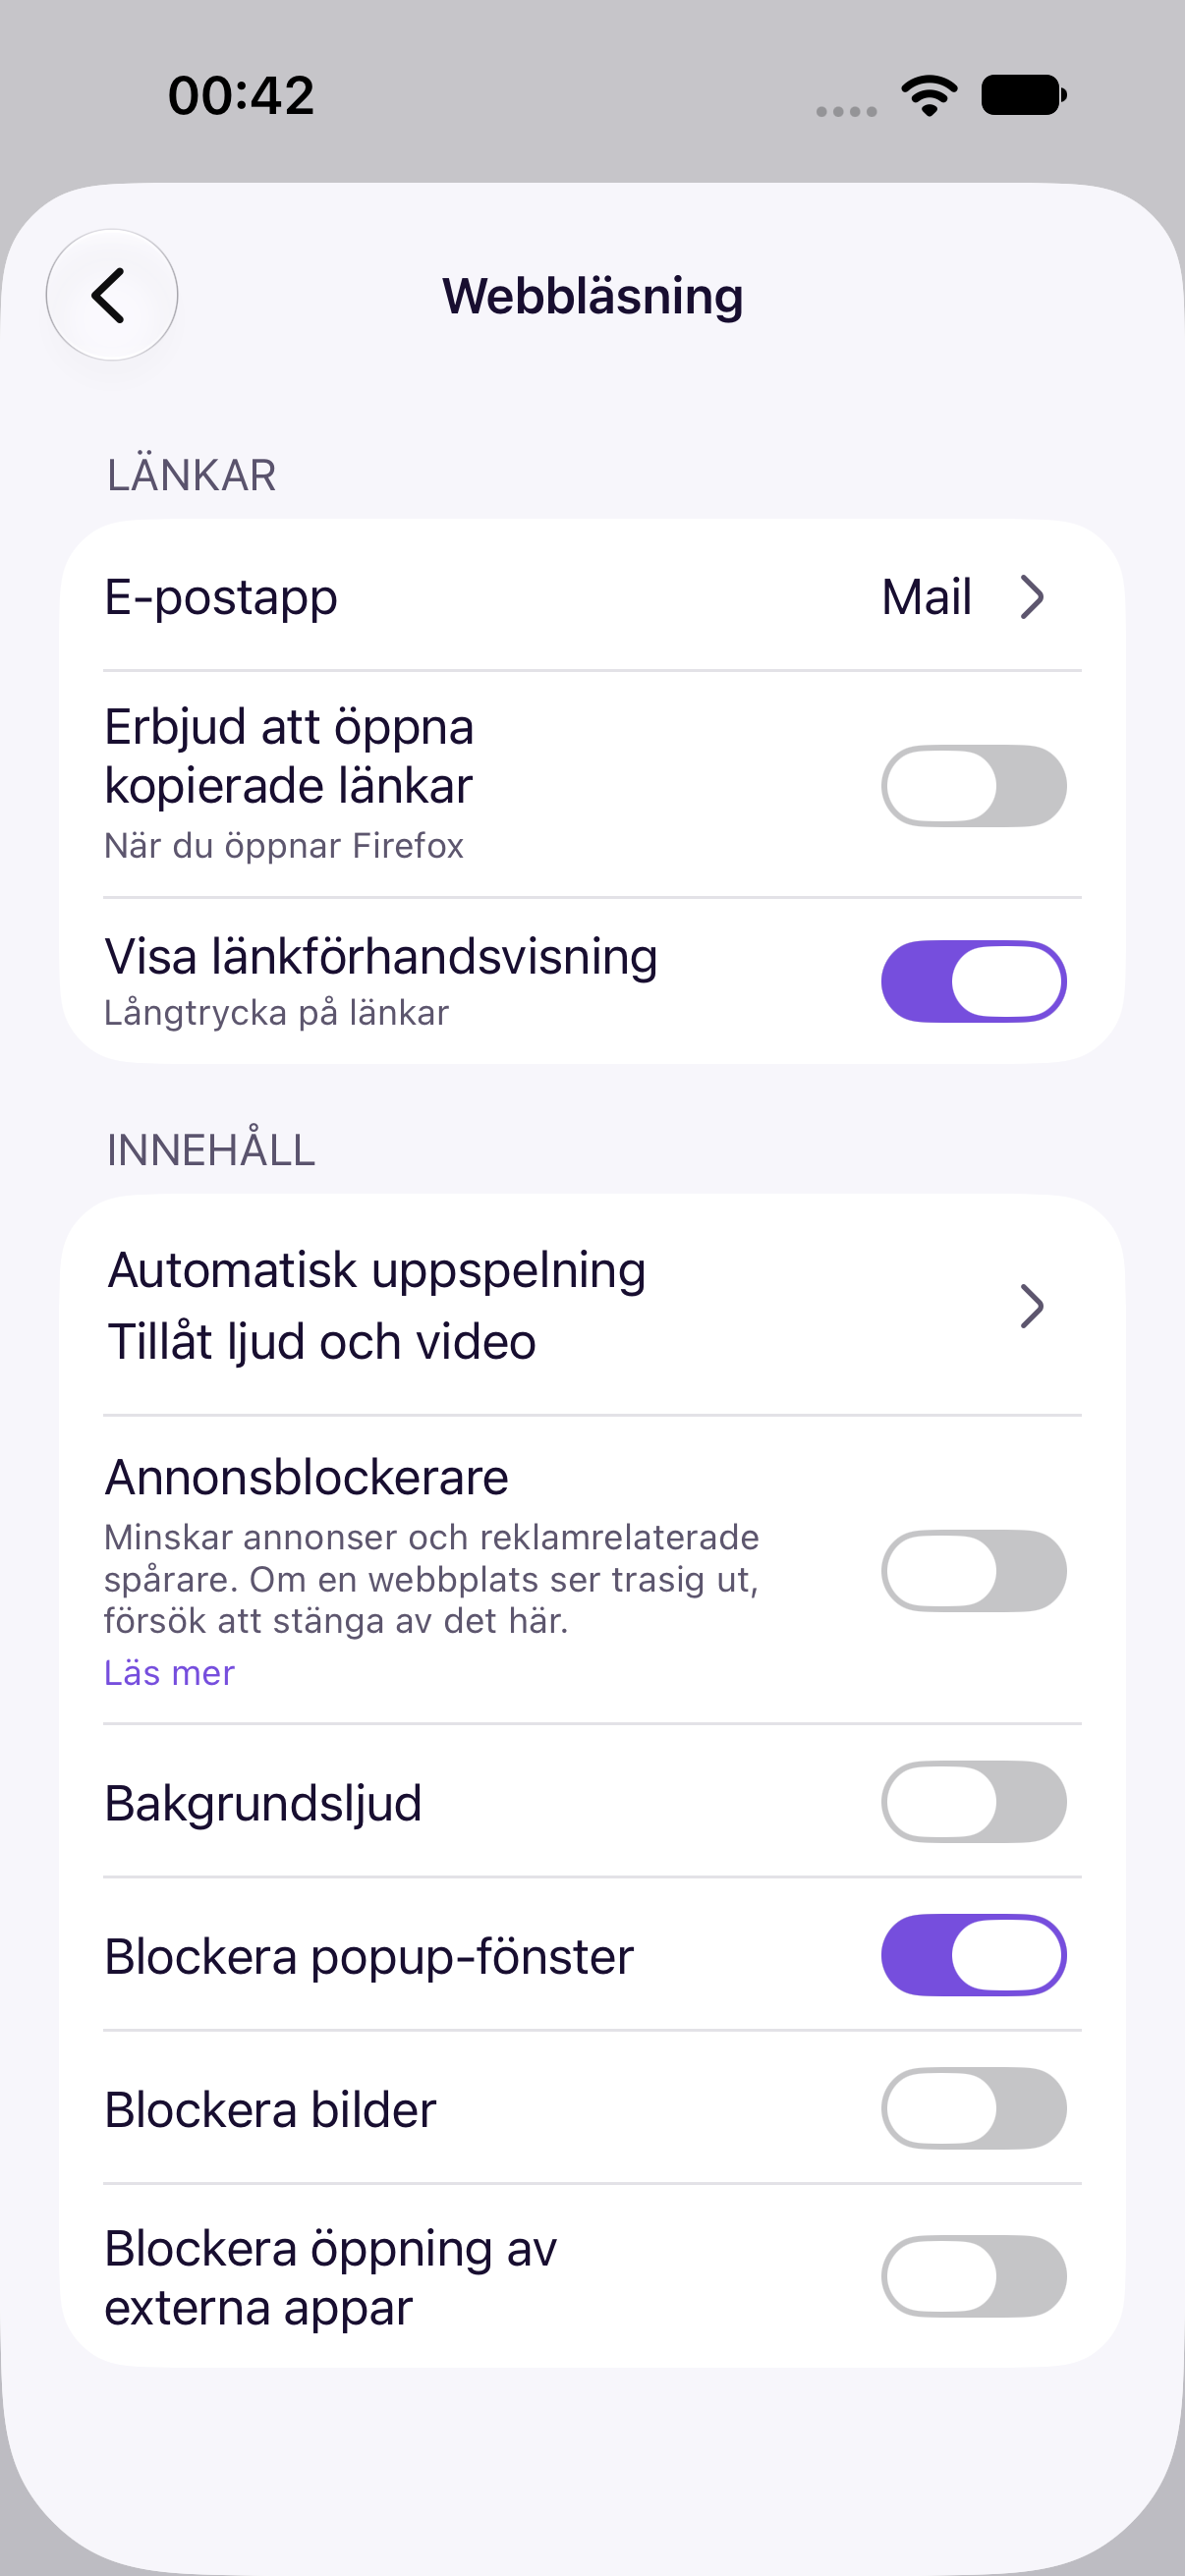 00:42
Webbläsning
LÄNKAR
E-postapp
Mail
Erbjud att öppna
kopierade länkar
När du öppnar Firefox
Visa länkförhandsvisning
Långtrycka på länkar
INNEHÅLL
Automatisk uppspelning
Tillåt ljud och video
Annonsblockerare
Minskar annonser och reklamrelaterade
spårare. Om en webbplats ser trasig ut,
försök att stänga av det här.
Läs mer
Bakgrundsljud
Blockera popup-fönster
Blockera bilder
Blockera öppning av
externa appar